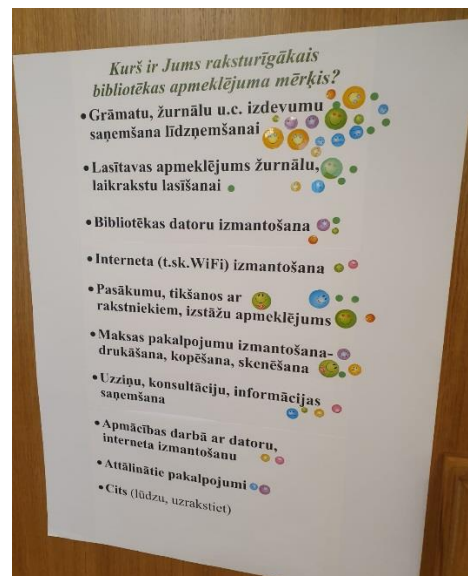 Kurš ir Jums raksturīgākais
bibliotēkas apmeklējuma mērķis?
• Grāmatu, žurnālu u.c. izdevumu
saņemšana līdzņemšanai
• Lasītavas apmeklējums žurnālu,
laikrakstu lasīšanai
• Bibliotēkas datoru izmantošana
• Interneta (t.sk.WiFi) izmantošana
• Pasākumu, tikšanos ar
rakstniekiem, izstāžu apmeklējums
• Maksas pakalpojumu izmantošana-
drukāšana, kopēšana, skenēšana
• Uzziņu, konsultāciju, informācijas
saņemšana
• Apmācības darbā ar datoru,
interneta izmantošanu
• Attālinātie pakalpojumi
• Cits (lūdzu, uzrakstiet)